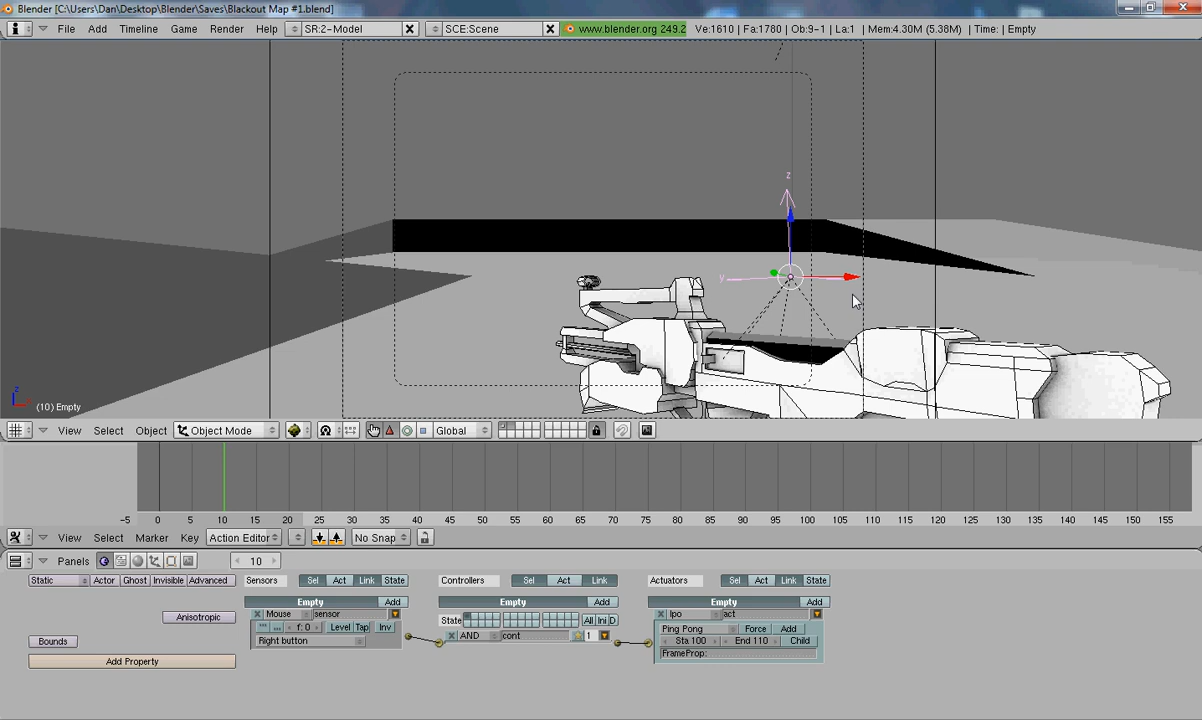 Blender [C:\Users\Dan\Desktop\Blender\Saves\Blackout Map #1.blend]
File Add Timeline Game Render Help SR:2-Model SCE:Scene www.blender.org 249.2 Ve:1610 | Fa:1780 | Ob:9-1 | La:1 | Mem:4.30M (5.38M) | Time: | Empty
z
y
z
(10) Empty
View Select Object Object Mode Global
-5 0 5 10 15 20 25 30 35 40 45 50 55 60 65 70 75 80 85 90 95 100 105 110 115 120 125 130 135 140 145 150 155
View Select Marker Key Action Editor No Snap
Panels 10
Static Actor Ghost Invisible Advanced Sensors Sel Act Link State Controllers Sel Act Link Actuators Sel Act Link State
Empty Add Empty Add Empty Add
Anisotropic Mouse sensor State All Ini D Ipo act
f: 0 Level Tap Inv AND cont 1 Ping Pong Force Add
Bounds Right button Sta 100 End 110 Child
Add Property FrameProp: